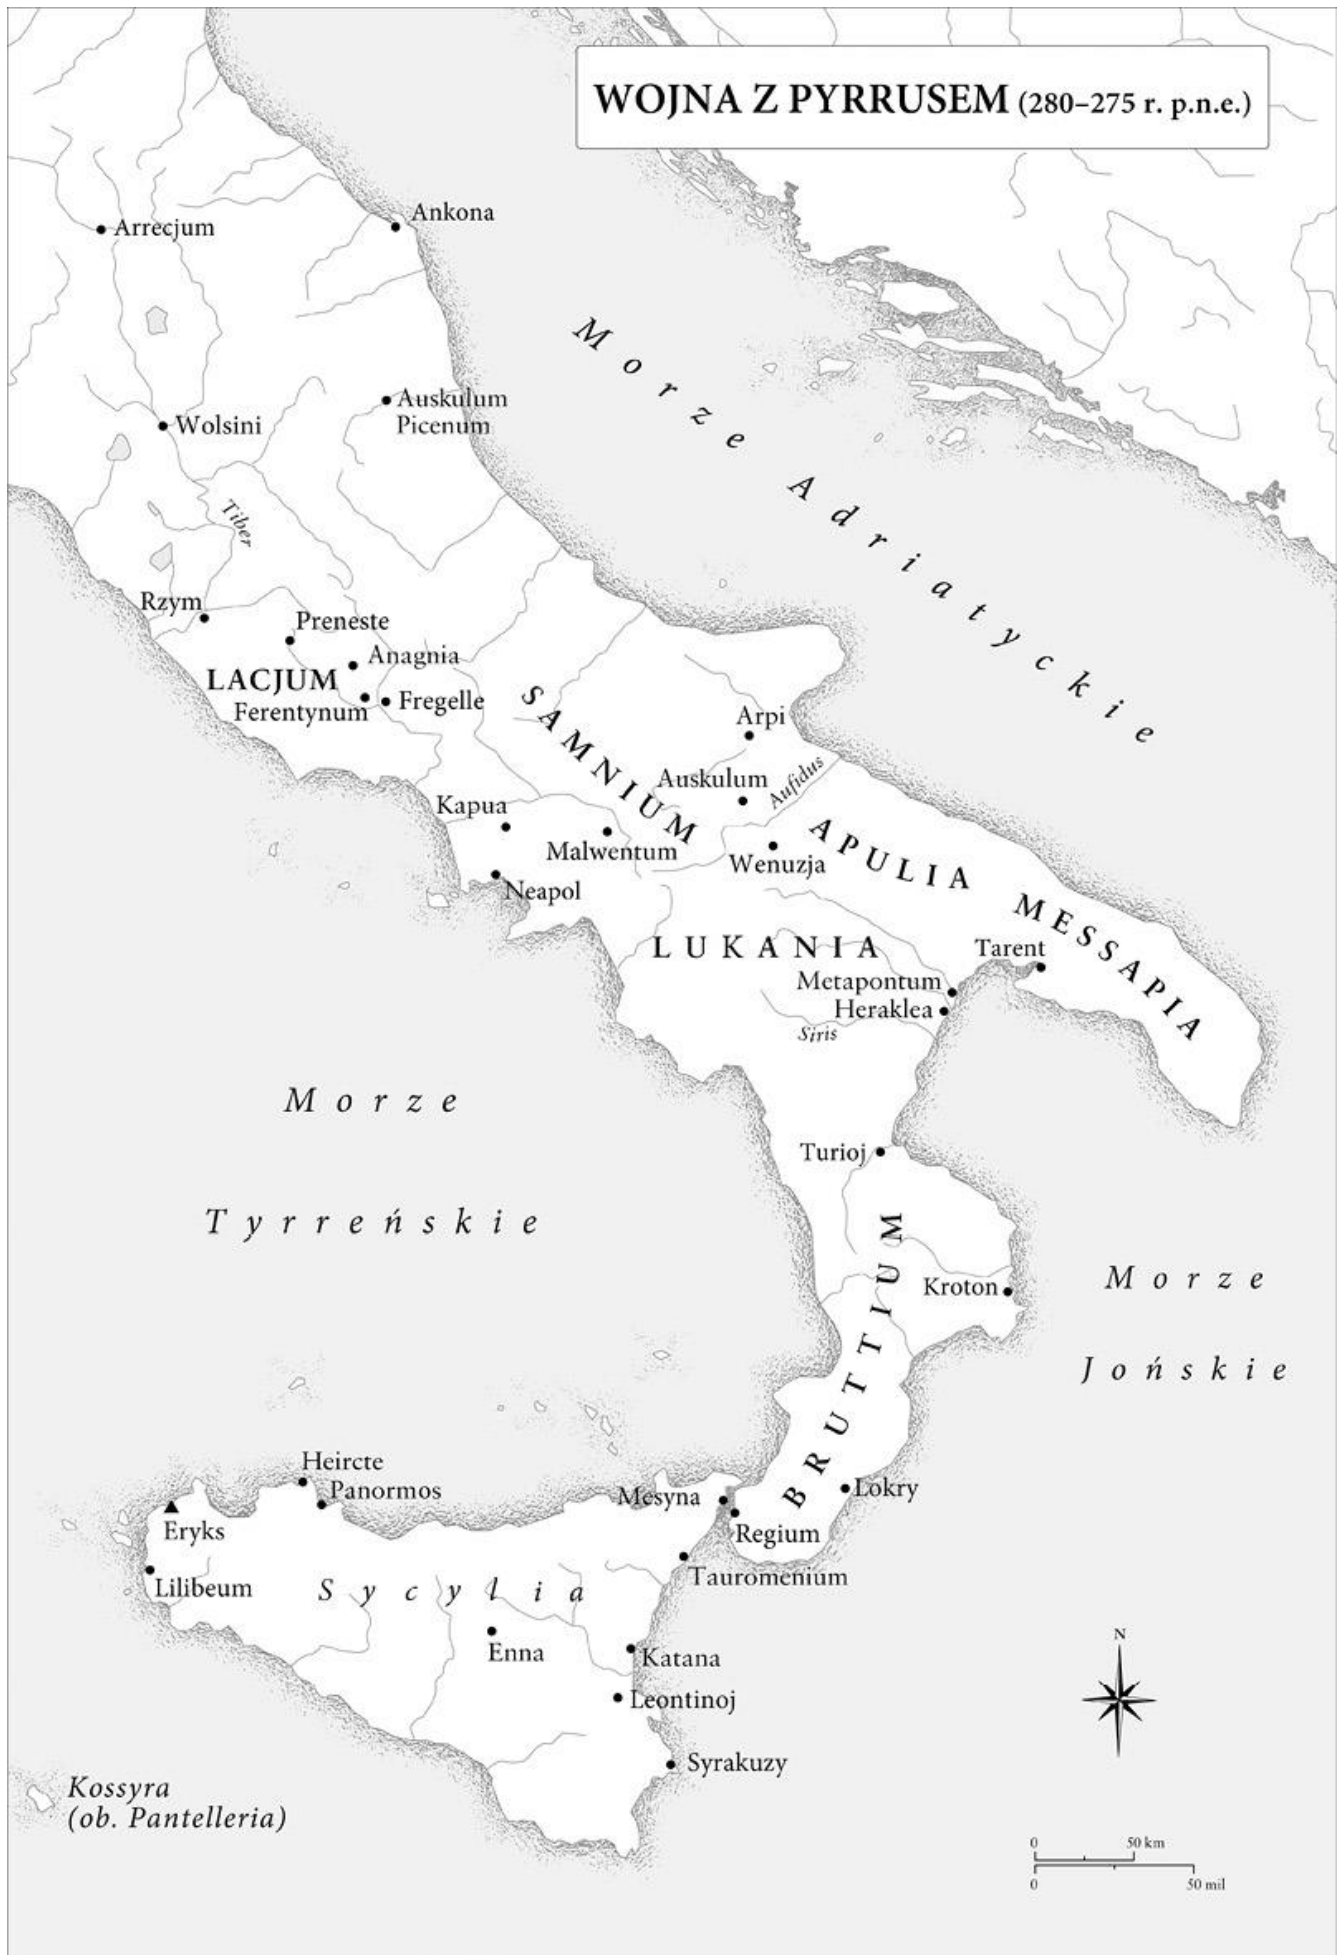 WOJNA Z PYRRUSEM (280–275 r. p.n.e.)
Ankona
Arrecjum
Morze Adriatyckie
Auskulum
Picenum
Wolsini
Tiber
Rzym
Preneste
Anagnia
LACJUM
Ferentynum
Fregelle
SAMNIUM
Arpi
Auskulum
Aufidus
Kapua
Malwentum
Wenuzja
APULIA
Neapol
MESSAPIA
LUKANIA
Tarent
Metapontum
Heraklea
Siris
Morze
Tyrreńskie
Turioj
BRUTTIUM
Kroton
Morze
Jońskie
Heircte
Panormos
Mesyna
Lokry
Eryks
Regium
Lilibeum
Sycylia
Tauromenium
Enna
Katana
Leontinoj
N
Syrakuzy
Kossyra
(ob. Pantelleria)
0 50 km
0 50 mil